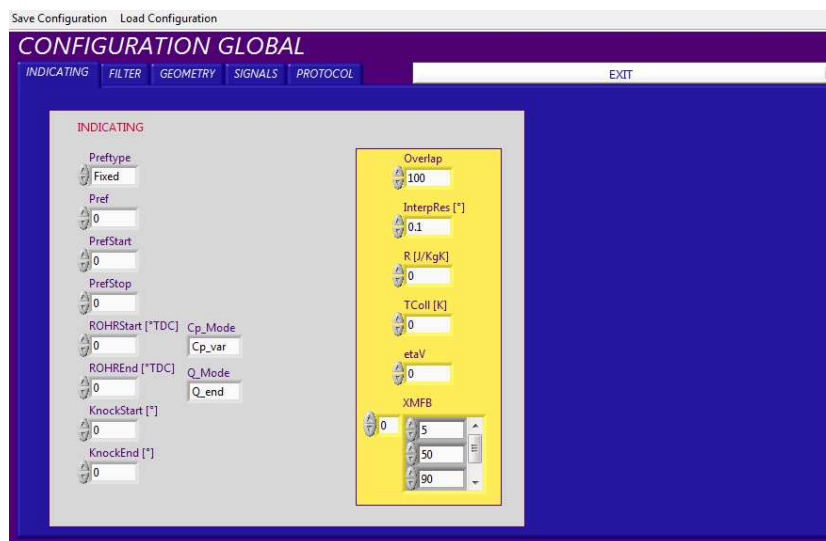 Save Configuration Load Configuration
CONFIGURATION GLOBAL
INDICATING FILTER GEOMETRY SIGNALS PROTOCOL EXIT
INDICATING
Preftype
Fixed
Pref
0
PrefStart
0
PrefStop
0
ROHRStart [°TDC] Cp_Mode
0 Cp_var
ROHREnd [°TDC] Q_Mode
0 Q_end
KnockStart [°]
0
KnockEnd [°]
0
Overlap
100
InterpRes [°]
0.1
R [J/KgK]
0
TColl [K]
0
etaV
0
XMFB
0 5
50
90